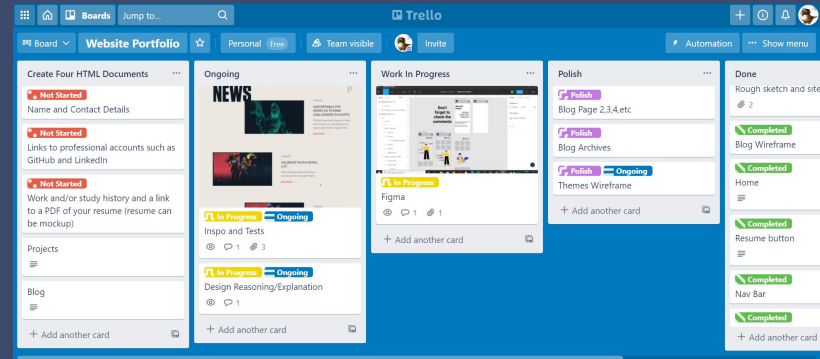 Boards
Jump to...
Trello
Board
Website Portfolio
Personal
Free
Team visible
Invite
Automation
Show menu
Create Four HTML Documents
Not Started
Name and Contact Details
Not Started
Links to professional accounts such as
GitHub and LinkedIn
Not Started
Work and/or study history and a link
to a PDF of your resume (resume can
be mockup)
Projects
Blog
+ Add another card
Ongoing
NEWS
In Progress
Ongoing
Inspo and Tests
1
3
In Progress
Ongoing
Design Reasoning/Explanation
1
+ Add another card
Work In Progress
Don't
forget to
check the
comments
In Progress
Figma
1
1
+ Add another card
Polish
Polish
Blog Page 2,3,4,etc
Polish
Blog Archives
Polish
Ongoing
Themes Wireframe
+ Add another card
Done
Rough sketch and site
2
Completed
Blog Wireframe
Completed
Home
Completed
Resume button
Completed
Nav Bar
Completed
+ Add another card